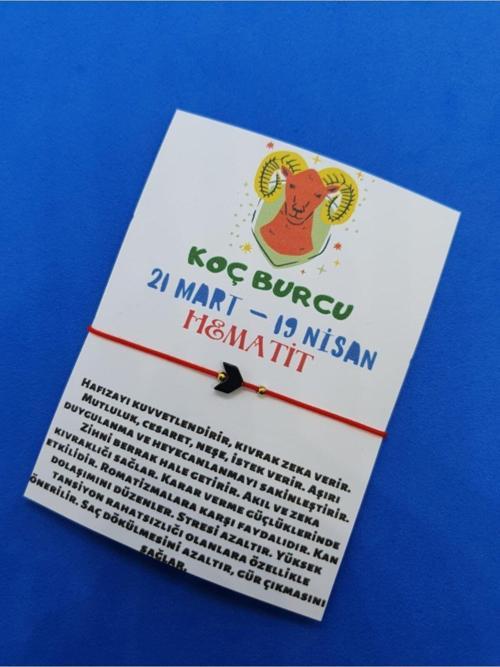 KOÇ BURCU
21 MART – 19 NİSAN
HEMATİT
HAFIZAYI KUVVETLENDİRİR, KIVRAK ZEKA VERİR.
MUTLULUK, CESARET, NEŞE, İSTEK VERİR. AŞIRI
DUYGULANMA VE HEYECANLANMAYI SAKİNLEŞTİRİR.
ZİHNİ BERRAK HALE GETİRİR. AKIL VE ZEKA
KIVRAKLIĞI SAĞLAR. KARAR VERME GÜÇLÜKLERİNDE
ETKİLİDİR. ROMATİZMALARA KARŞI FAYDALIDIR. KAN
DOLAŞIMINI DÜZENLER. STRESİ AZALTIR. YÜKSEK
TANSİYON RAHATSIZLIĞI OLANLARA ÖZELLİKLE
ÖNERİLİR. SAÇ DÖKÜLMESİNİ AZALTIR, GÜR ÇIKMASINI
SAĞLAR.